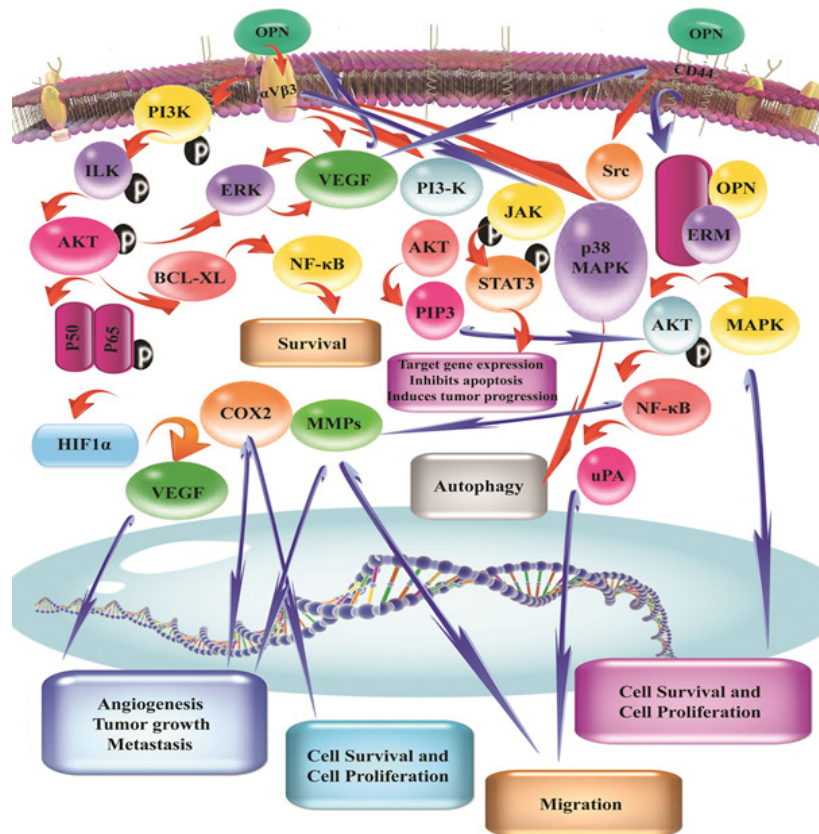 OPN
OPN
αVβ3
CD44
PI3K
P
ILK
P
ERK
VEGF
PI3-K
Src
OPN
JAK
ERM
AKT
P
P
P
p38
MAPK
BCL-XL
NF-κB
AKT
STAT3
P50
P65
P
PIP3
AKT
P
MAPK
Survival
Target gene expression
Inhibits apoptosis
Induces tumor progression
COX2
MMPs
NF-κB
HIF1α
uPA
VEGF
Autophagy
Angiogenesis
Tumor growth
Metastasis
Cell Survival and
Cell Proliferation
Cell Survival and
Cell Proliferation
Migration